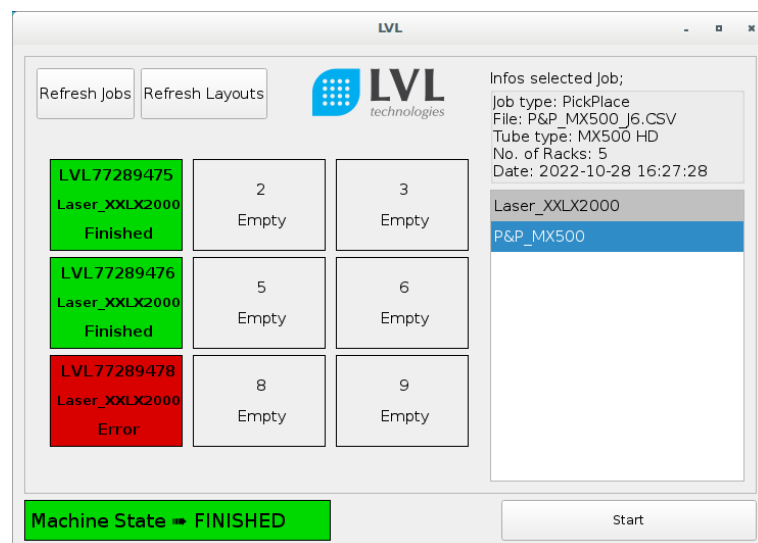 LVL
Refresh Jobs
Refresh Layouts
LVL
technologies
Infos selected Job;
Job type: PickPlace
File: P&P_MX500_J6.CSV
Tube type: MX500 HD
No. of Racks: 5
Date: 2022-10-28 16:27:28
LVL77289475
Laser_XXLX2000
Finished
2
Empty
3
Empty
LVL77289476
Laser_XXLX2000
Finished
5
Empty
6
Empty
LVL77289478
Laser_XXLX2000
Error
8
Empty
9
Empty
Laser_XXLX2000
P&P_MX500
Machine State ➠ FINISHED
Start